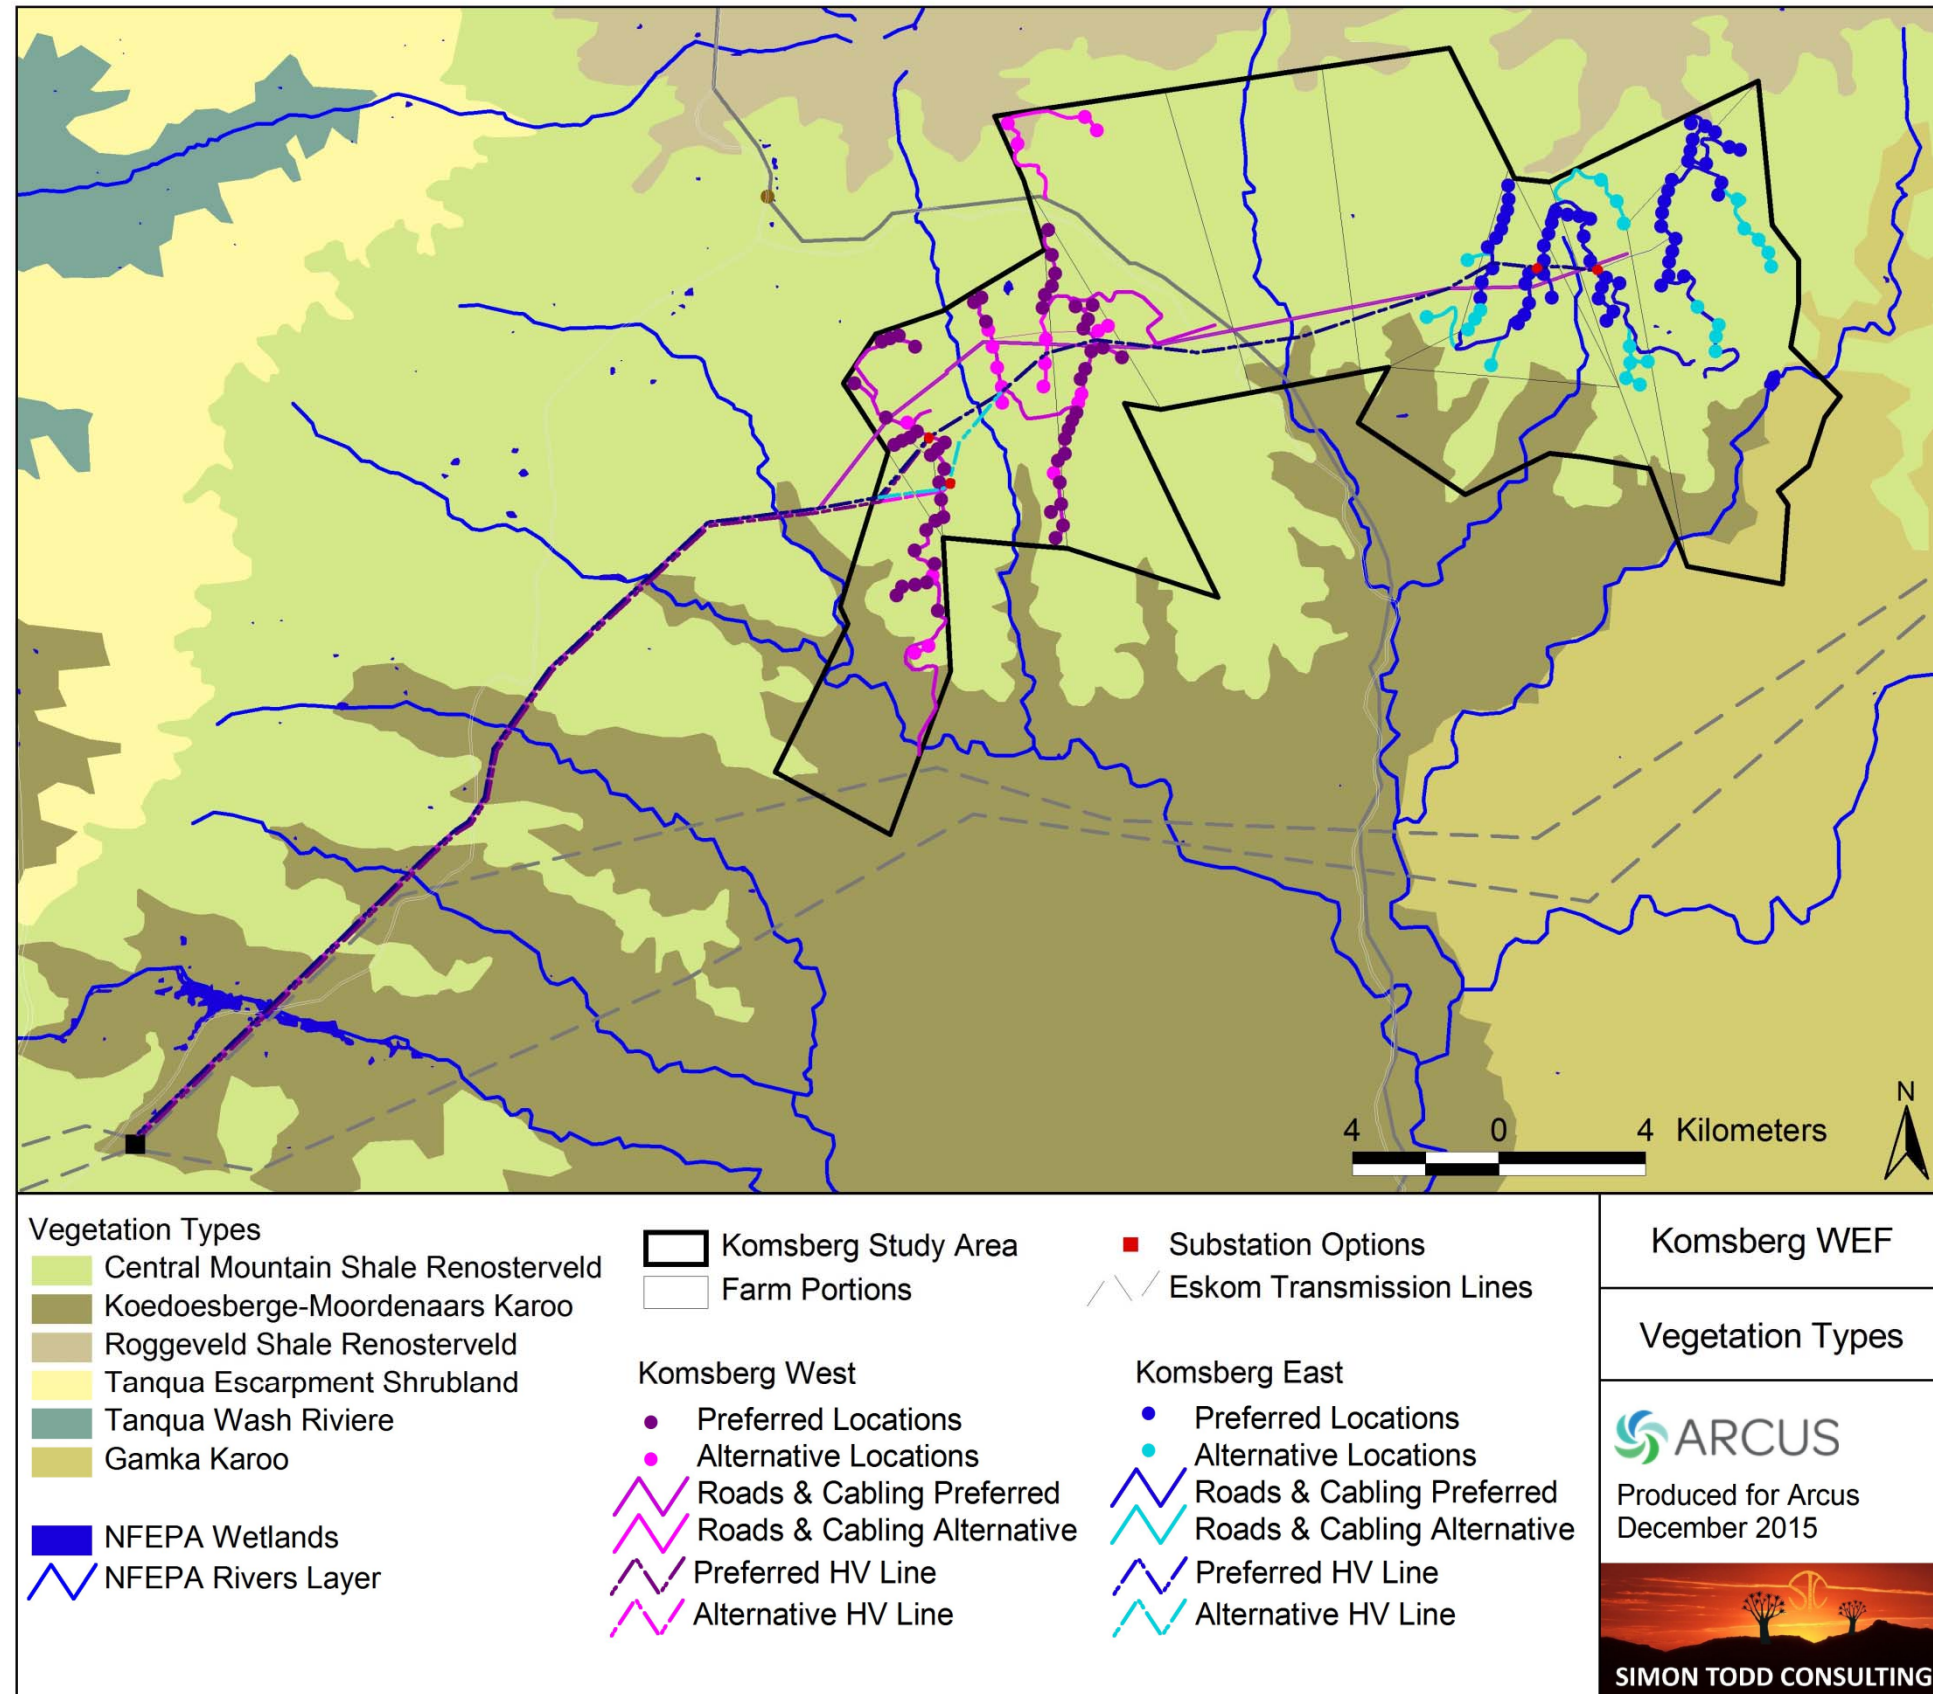 N
4 0 4 Kilometers
Vegetation Types
Central Mountain Shale Renosterveld
Koedoesberge-Moordenaars Karoo
Roggeveld Shale Renosterveld
Tanqua Escarpment Shrubland
Tanqua Wash Riviere
Gamka Karoo
NFEPA Wetlands
NFEPA Rivers Layer
Komsberg Study Area
Farm Portions
Substation Options
Eskom Transmission Lines
Komsberg West
Preferred Locations
Alternative Locations
Roads & Cabling Preferred
Roads & Cabling Alternative
Preferred HV Line
Alternative HV Line
Komsberg East
Preferred Locations
Alternative Locations
Roads & Cabling Preferred
Roads & Cabling Alternative
Preferred HV Line
Alternative HV Line
Komsberg WEF
Vegetation Types
ARCUS
Produced for Arcus
December 2015
STC
SIMON TODD CONSULTING